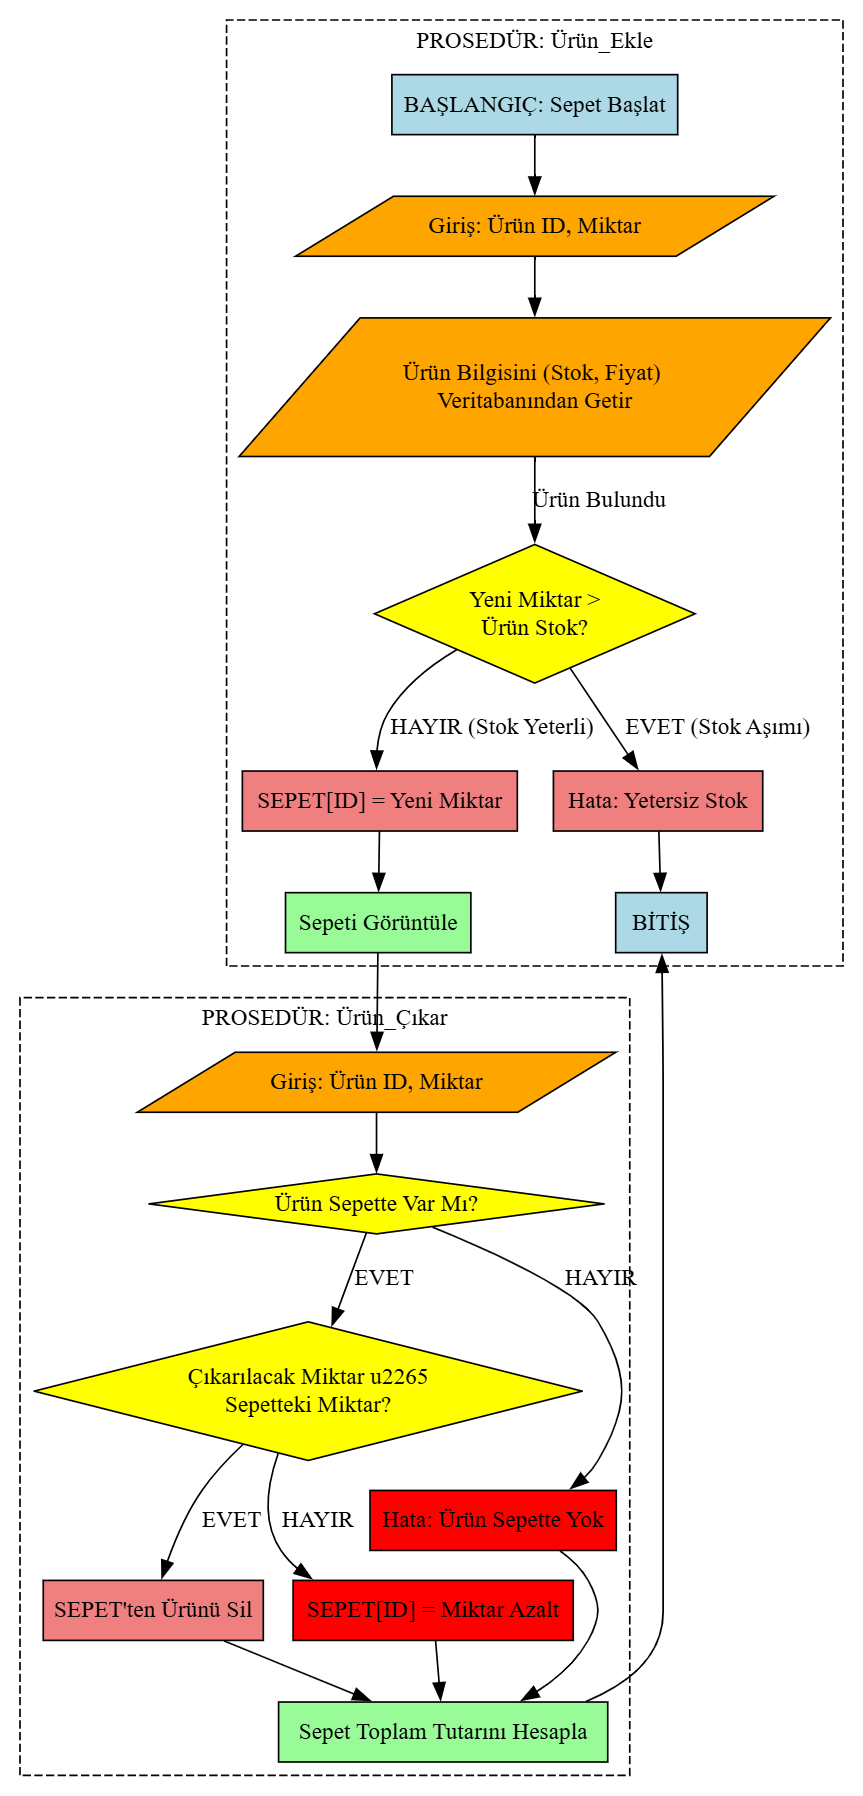 PROSEDÜR: Ürün_Ekle
BAŞLANGIÇ: Sepet Başlat
Giriş: Ürün ID, Miktar
Ürün Bilgisini (Stok, Fiyat)
Veritabanından Getir
Ürün Bulundu
Yeni Miktar >
Ürün Stok?
HAYIR (Stok Yeterli)
EVET (Stok Aşımı)
SEPET[ID] = Yeni Miktar
Hata: Yetersiz Stok
Sepeti Görüntüle
BİTİŞ
PROSEDÜR: Ürün_Çıkar
Giriş: Ürün ID, Miktar
Ürün Sepette Var Mı?
EVET
HAYIR
Çıkarılacak Miktar u2265
Sepetteki Miktar?
EVET
HAYIR
Hata: Ürün Sepette Yok
SEPET'ten Ürünü Sil
SEPET[ID] = Miktar Azalt
Sepet Toplam Tutarını Hesapla